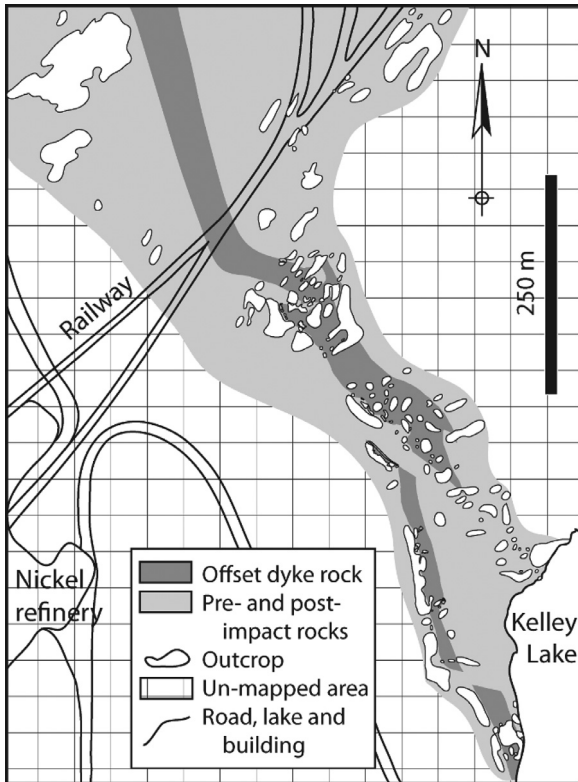 N
250 m
Railway
Nickel
refinery
Offset dyke rock
Pre- and post-
impact rocks
Outcrop
Un-mapped area
Road, lake and
building
Kelley
Lake